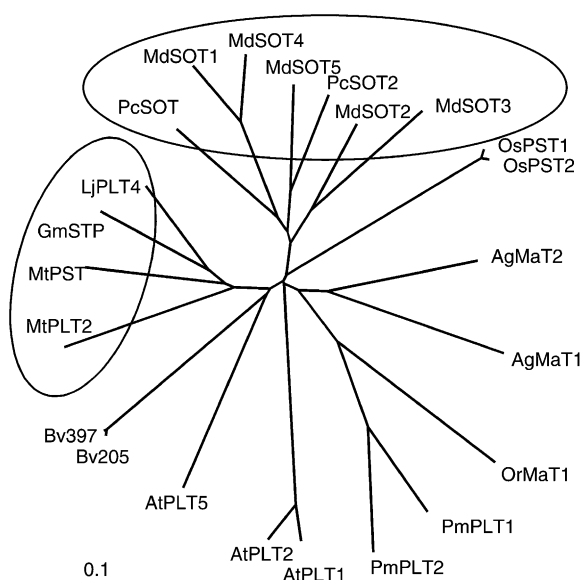 MdSOT4
MdSOT1
MdSOT5
PcSOT2
PcSOT
MdSOT2
MdSOT3
OsPST1
OsPST2
LjPLT4
GmSTP
AgMaT2
MtPST
MtPLT2
AgMaT1
Bv397
Bv205
OrMaT1
AtPLT5
PmPLT1
AtPLT2
PmPLT2
0.1
AtPLT1